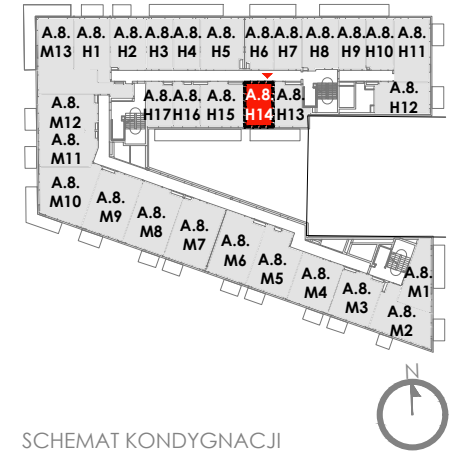 A.8. A.8. A.8. A.8. A.8. A.8. A.8. A.8. A.8. A.8. A.8. A.8.
M13 H1 H2 H3 H4 H5 H6 H7 H8 H9 H10 H11
A.8. A.8. A.8. A.8. A.8. A.8.
H17 H16 H15 H14 H13 H12
A.8.
M12
A.8.
M11
A.8.
M10
A.8.
M9
A.8.
M8
A.8.
M7
A.8.
M6
A.8.
M5
A.8.
M4
A.8.
M3
A.8.
M1
A.8.
M2
N
SCHEMAT KONDYGNACJI